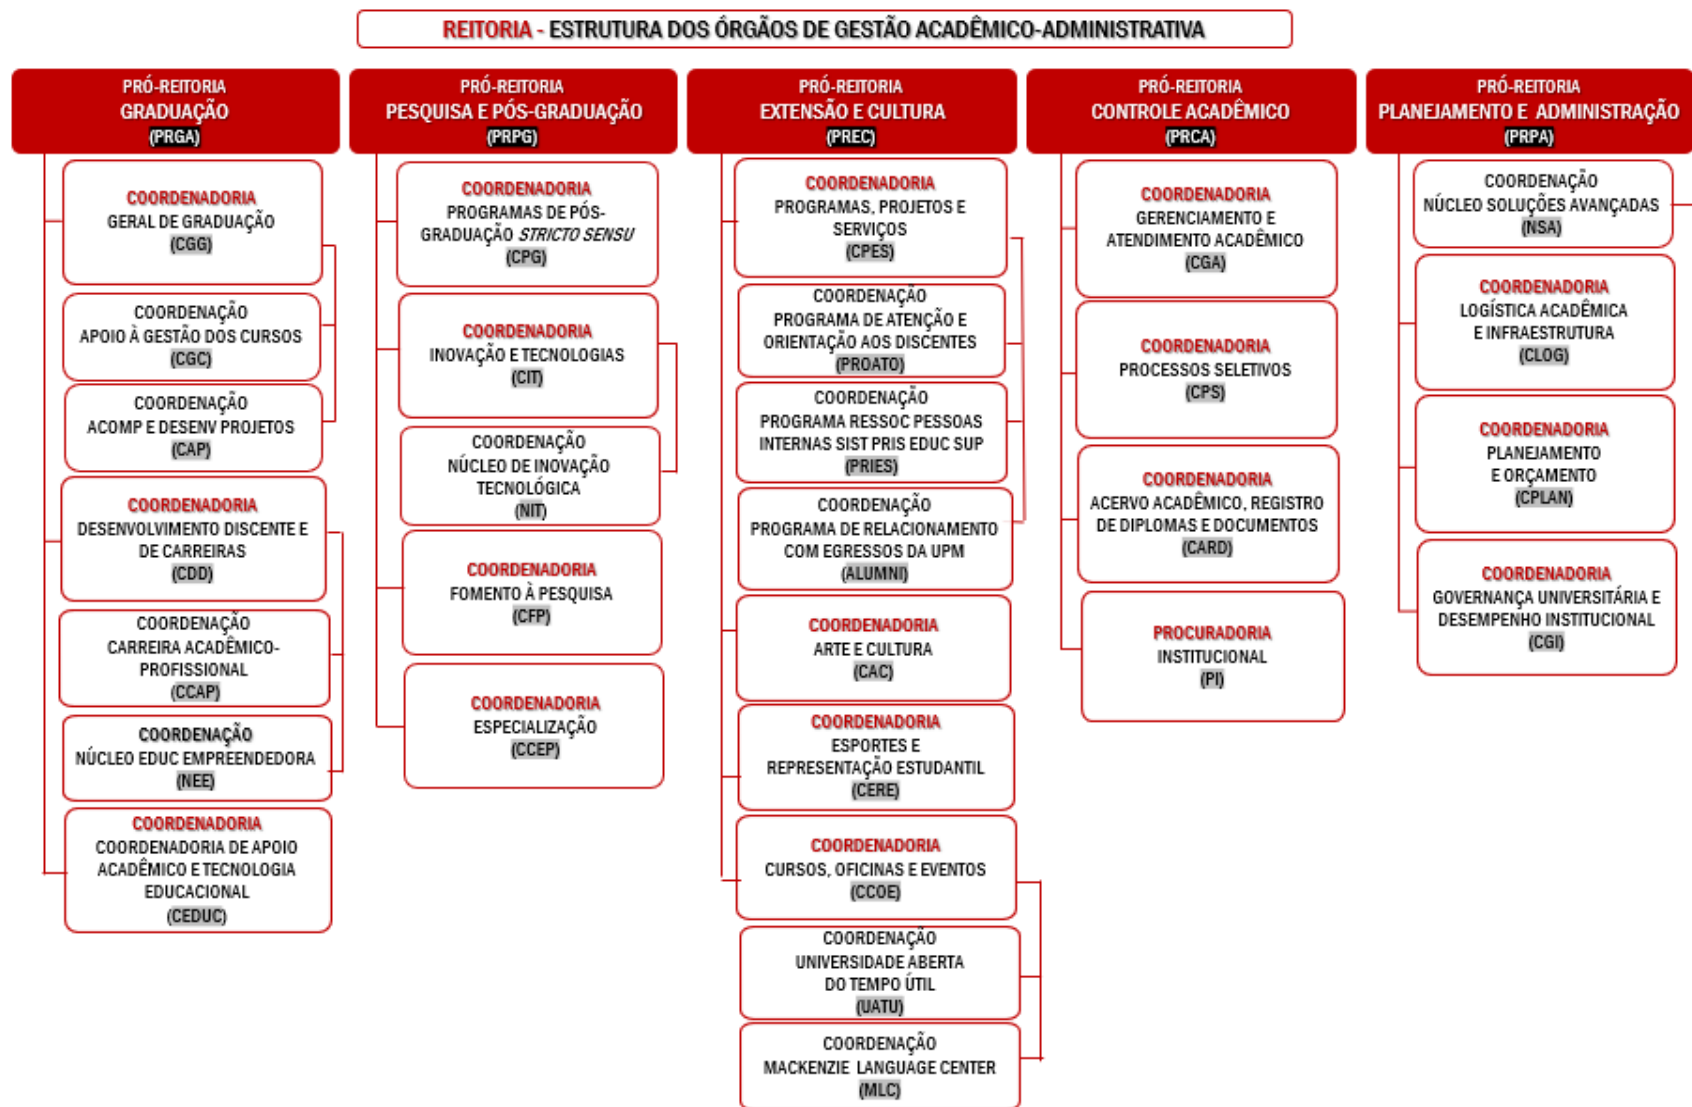 REITORIA - ESTRUTURA DOS ÓRGÃOS DE GESTÃO ACADÊMICO-ADMINISTRATIVA
PRÓ-REITORIA
GRADUAÇÃO
(PRGA)
COORDENADORIA
GERAL DE GRADUAÇÃO
(CGG)
COORDENAÇÃO
APOIO À GESTÃO DOS CURSOS
(CGC)
COORDENAÇÃO
ACOMP E DESENV PROJETOS
(CAP)
COORDENADORIA
DESENVOLVIMENTO DISCENTE E
DE CARREIRAS
(CDD)
COORDENAÇÃO
CARREIRA ACADÊMICO-
PROFISSIONAL
(CCAP)
COORDENAÇÃO
NÚCLEO EDUC EMPREENDEDORA
(NEE)
COORDENADORIA
COORDENADORIA DE APOIO
ACADÊMICO E TECNOLOGIA
EDUCACIONAL
(CEDUC)
PRÓ-REITORIA
PESQUISA E PÓS-GRADUAÇÃO
(PRPG)
COORDENADORIA
PROGRAMAS DE PÓS-
GRADUAÇÃO STRICTO SENSU
(CPG)
COORDENADORIA
INOVAÇÃO E TECNOLOGIAS
(CIT)
COORDENAÇÃO
NÚCLEO DE INOVAÇÃO
TECNOLÓGICA
(NIT)
COORDENADORIA
FOMENTO À PESQUISA
(CFP)
COORDENADORIA
ESPECIALIZAÇÃO
(CCEP)
PRÓ-REITORIA
EXTENSÃO E CULTURA
(PREC)
COORDENADORIA
PROGRAMAS, PROJETOS E
SERVIÇOS
(CPES)
COORDENAÇÃO
PROGRAMA DE ATENÇÃO E
ORIENTAÇÃO AOS DISCENTES
(PROATO)
COORDENAÇÃO
PROGRAMA RESSOC PESSOAS
INTERNAS SIST PRIS EDUC SUP
(PRIES)
COORDENAÇÃO
PROGRAMA DE RELACIONAMENTO
COM EGRESSOS DA UPM
(ALUMNI)
COORDENADORIA
ARTE E CULTURA
(CAC)
COORDENADORIA
ESPORTES E
REPRESENTAÇÃO ESTUDANTIL
(CERE)
COORDENADORIA
CURSOS, OFICINAS E EVENTOS
(CCOE)
COORDENAÇÃO
UNIVERSIDADE ABERTA
DO TEMPO ÚTIL
(UATU)
COORDENAÇÃO
MACKENZIE LANGUAGE CENTER
(MLC)
PRÓ-REITORIA
CONTROLE ACADÊMICO
(PRCA)
COORDENADORIA
GERENCIAMENTO E
ATENDIMENTO ACADÊMICO
(CGA)
COORDENADORIA
PROCESSOS SELETIVOS
(CPS)
COORDENADORIA
ACERVO ACADÊMICO, REGISTRO
DE DIPLOMAS E DOCUMENTOS
(CARD)
PROCURADORIA
INSTITUCIONAL
(PI)
PRÓ-REITORIA
PLANEJAMENTO E ADMINISTRAÇÃO
(PRPA)
COORDENAÇÃO
NÚCLEO SOLUÇÕES AVANÇADAS
(NSA)
COORDENADORIA
LOGÍSTICA ACADÊMICA
E INFRAESTRUTURA
(CLOG)
COORDENADORIA
PLANEJAMENTO
E ORÇAMENTO
(CPLAN)
COORDENADORIA
GOVERNANÇA UNIVERSITÁRIA E
DESEMPENHO INSTITUCIONAL
(CGI)